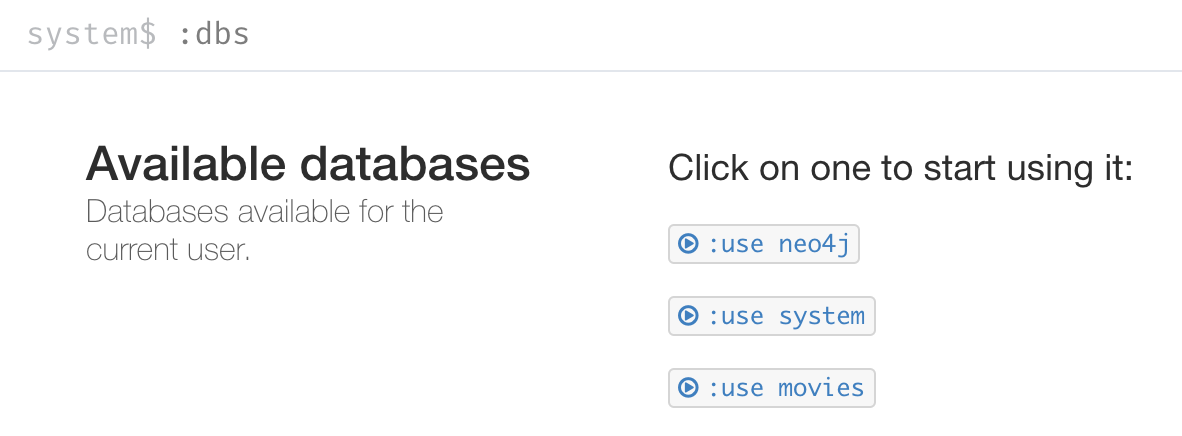 system$ :dbs
Available databases
Databases available for the
current user.
Click on one to start using it:
:use neo4j
:use system
:use movies